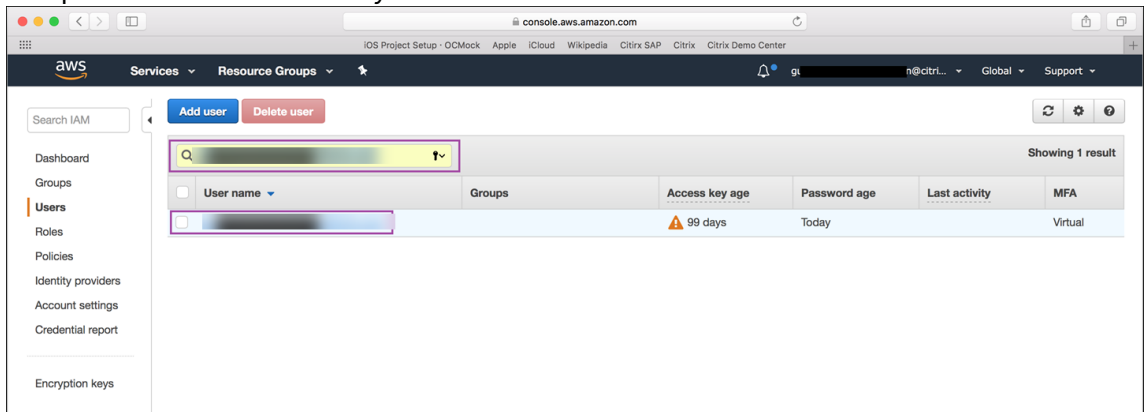 console.aws.amazon.com
iOS Project Setup · OCMock Apple iCloud Wikipedia Citirx SAP Citrix Citrix Demo Center
aws Services Resource Groups gu n@citri... Global Support
Search IAM
Add user Delete user
Showing 1 result
Dashboard
Groups
Users
Roles
Policies
Identity providers
Account settings
Credential report
Encryption keys
User name Groups Access key age Password age Last activity MFA
99 days Today Virtual